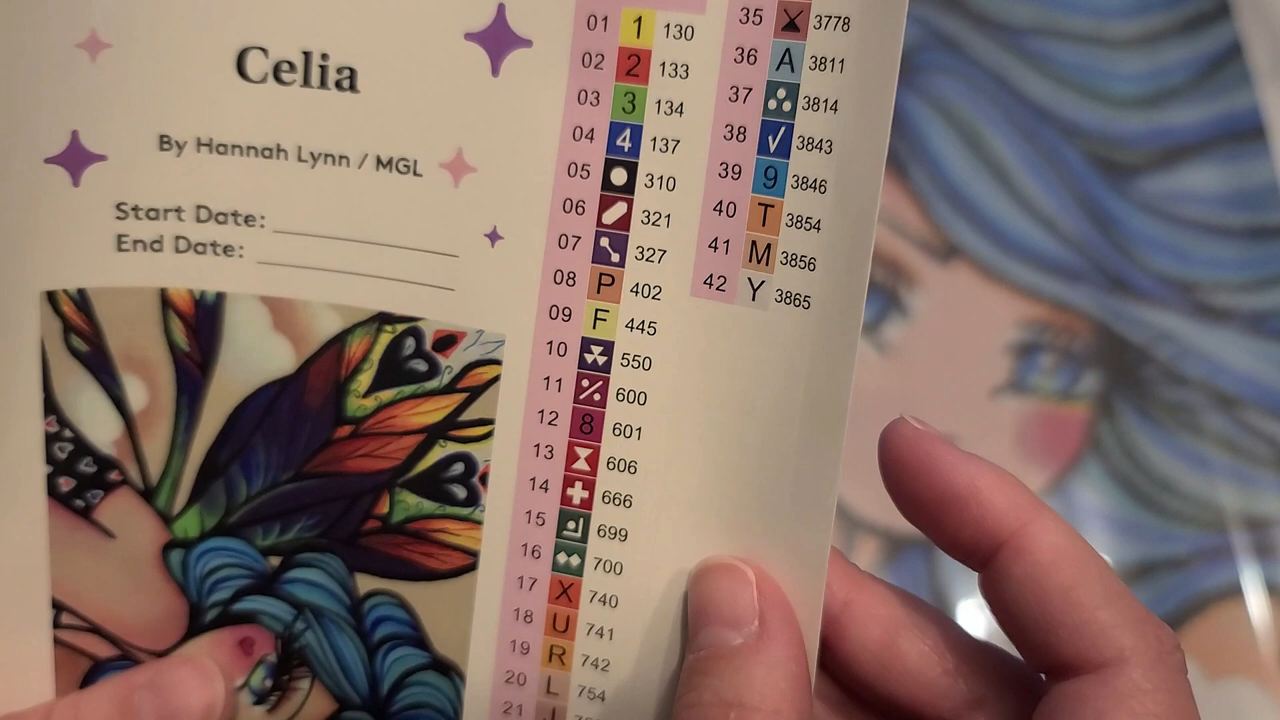 Celia
By Hannah Lynn / MGL
Start Date:
End Date:
01 1 130
02 2 133
03 3 134
04 4 137
05 310
06 321
07 327
08 P 402
09 F 445
10 550
11 % 600
12 8 601
13 606
14 666
15 699
16 700
17 X 740
18 U 741
19 R 742
20 L 754
21
35 X 3778
36 A 3811
37 3814
38 √ 3843
39 9 3846
40 T 3854
41 M 3856
42 Y 3865